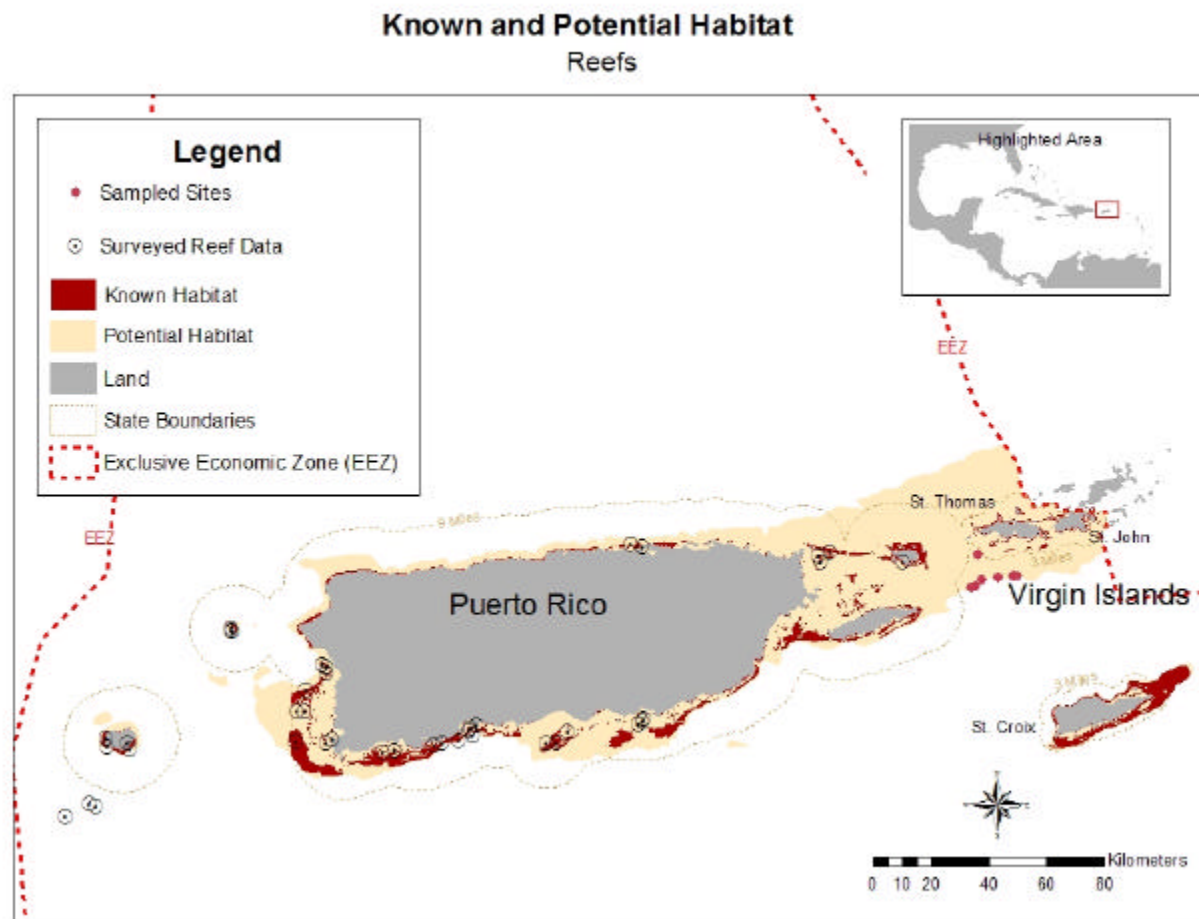 Known and Potential Habitat
Reefs
Legend
Sampled Sites
Surveyed Reef Data
Known Habitat
Potential Habitat
Land
State Boundaries
Exclusive Economic Zone (EEZ)
Highlighted Area
EEZ
EEZ
9 Miles
St. Thomas
St. John
3 Miles
Puerto Rico
Virgin Islands
3 Miles
St. Croix
Kilometers
0 10 20 40 60 80